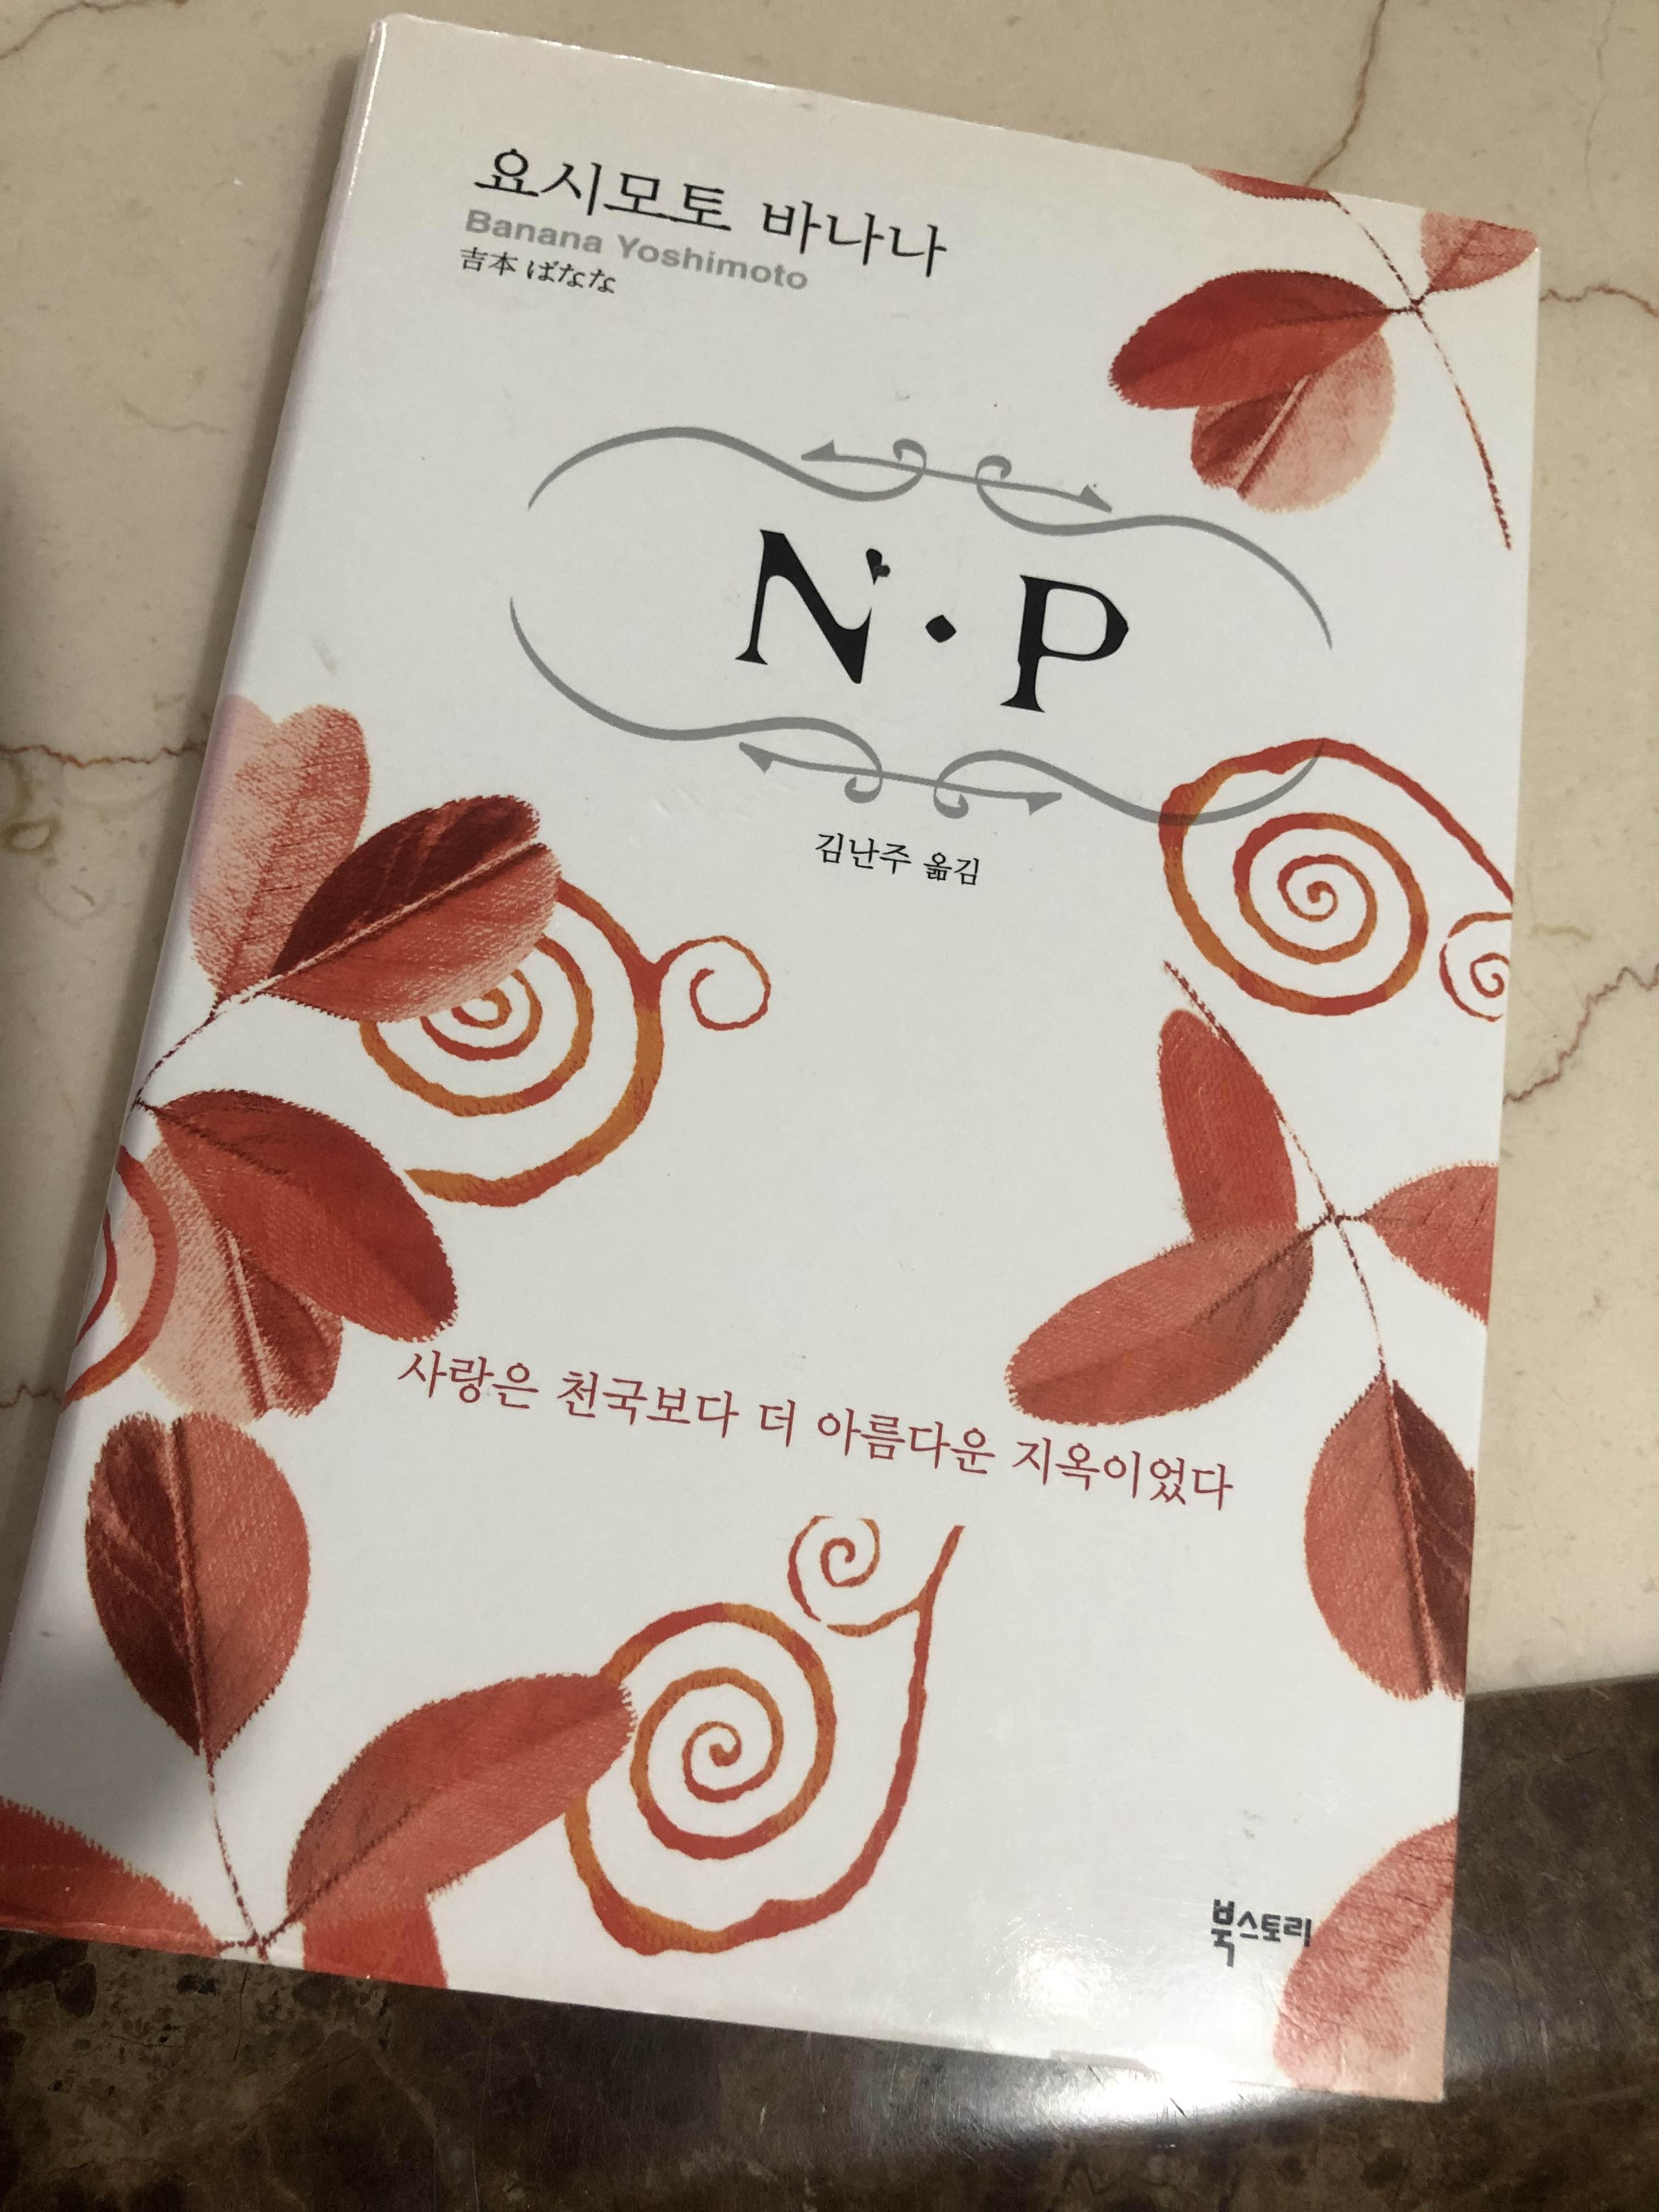 요시모토 바나나
Banana Yoshimoto
吉本 ばなな
N·P
김난주 옮김
사랑은 천국보다 더 아름다운 지옥이었다
북스토리